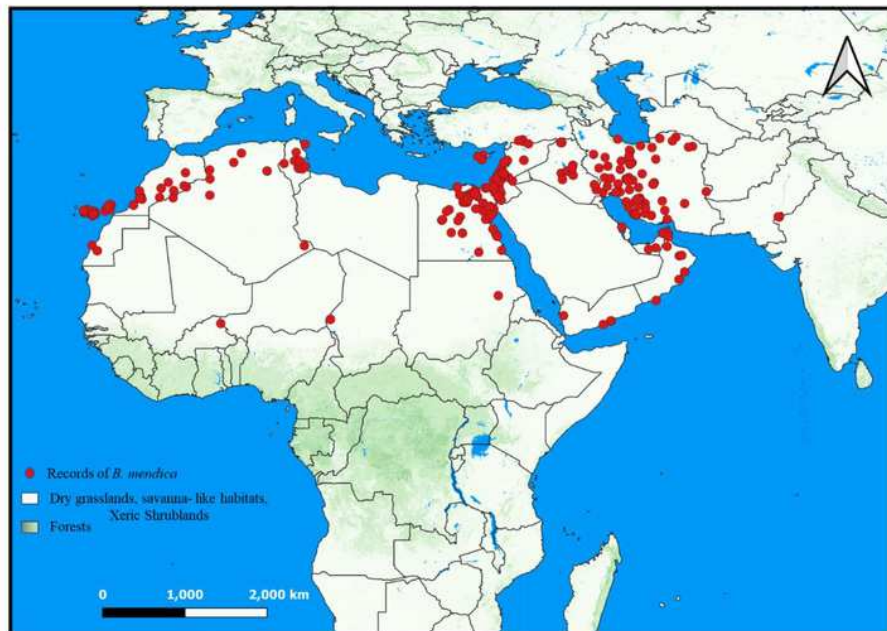 Records of B. mendica
Dry grasslands, savanna- like habitats,
Xeric Shrublands
Forests
0 1,000 2,000 km